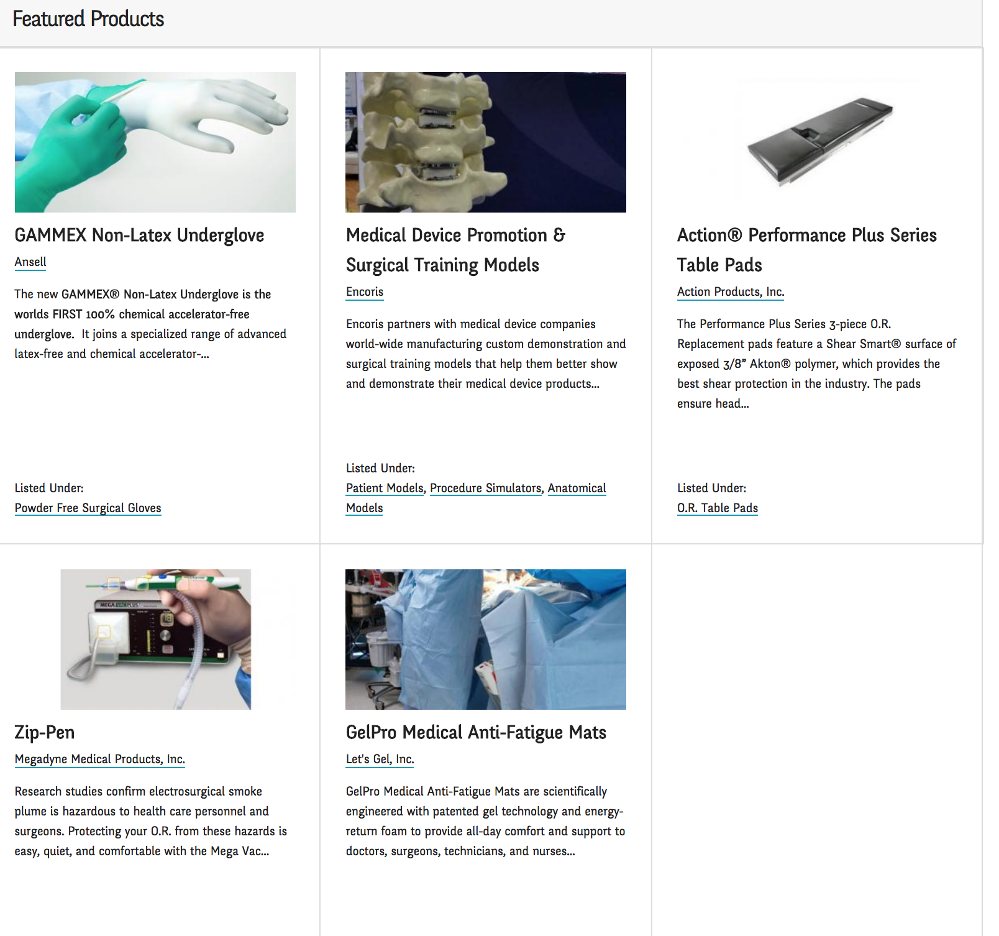 Featured Products
GAMMEX Non-Latex Underglove
Ansell
The new GAMMEX® Non-Latex Underglove is the
worlds FIRST 100% chemical accelerator-free
underglove.  It joins a specialized range of advanced
latex-free and chemical accelerator-...
Listed Under:
Powder Free Surgical Gloves
Medical Device Promotion &
Surgical Training Models
Encoris
Encoris partners with medical device companies
world-wide manufacturing custom demonstration and
surgical training models that help them better show
and demonstrate their medical device products...
Listed Under:
Patient Models, Procedure Simulators, Anatomical
Models
Action® Performance Plus Series
Table Pads
Action Products, Inc.
The Performance Plus Series 3-piece O.R.
Replacement pads feature a Shear Smart® surface of
exposed 3/8” Akton® polymer, which provides the
best shear protection in the industry. The pads
ensure head...
Listed Under:
O.R. Table Pads
MEGA VAC PLUS
Zip-Pen
Megadyne Medical Products, Inc.
Research studies confirm electrosurgical smoke
plume is hazardous to health care personnel and
surgeons. Protecting your O.R. from these hazards is
easy, quiet, and comfortable with the Mega Vac...
GelPro Medical Anti-Fatigue Mats
Let's Gel, Inc.
GelPro Medical Anti-Fatigue Mats are scientifically
engineered with patented gel technology and energy-
return foam to provide all-day comfort and support to
doctors, surgeons, technicians, and nurses...